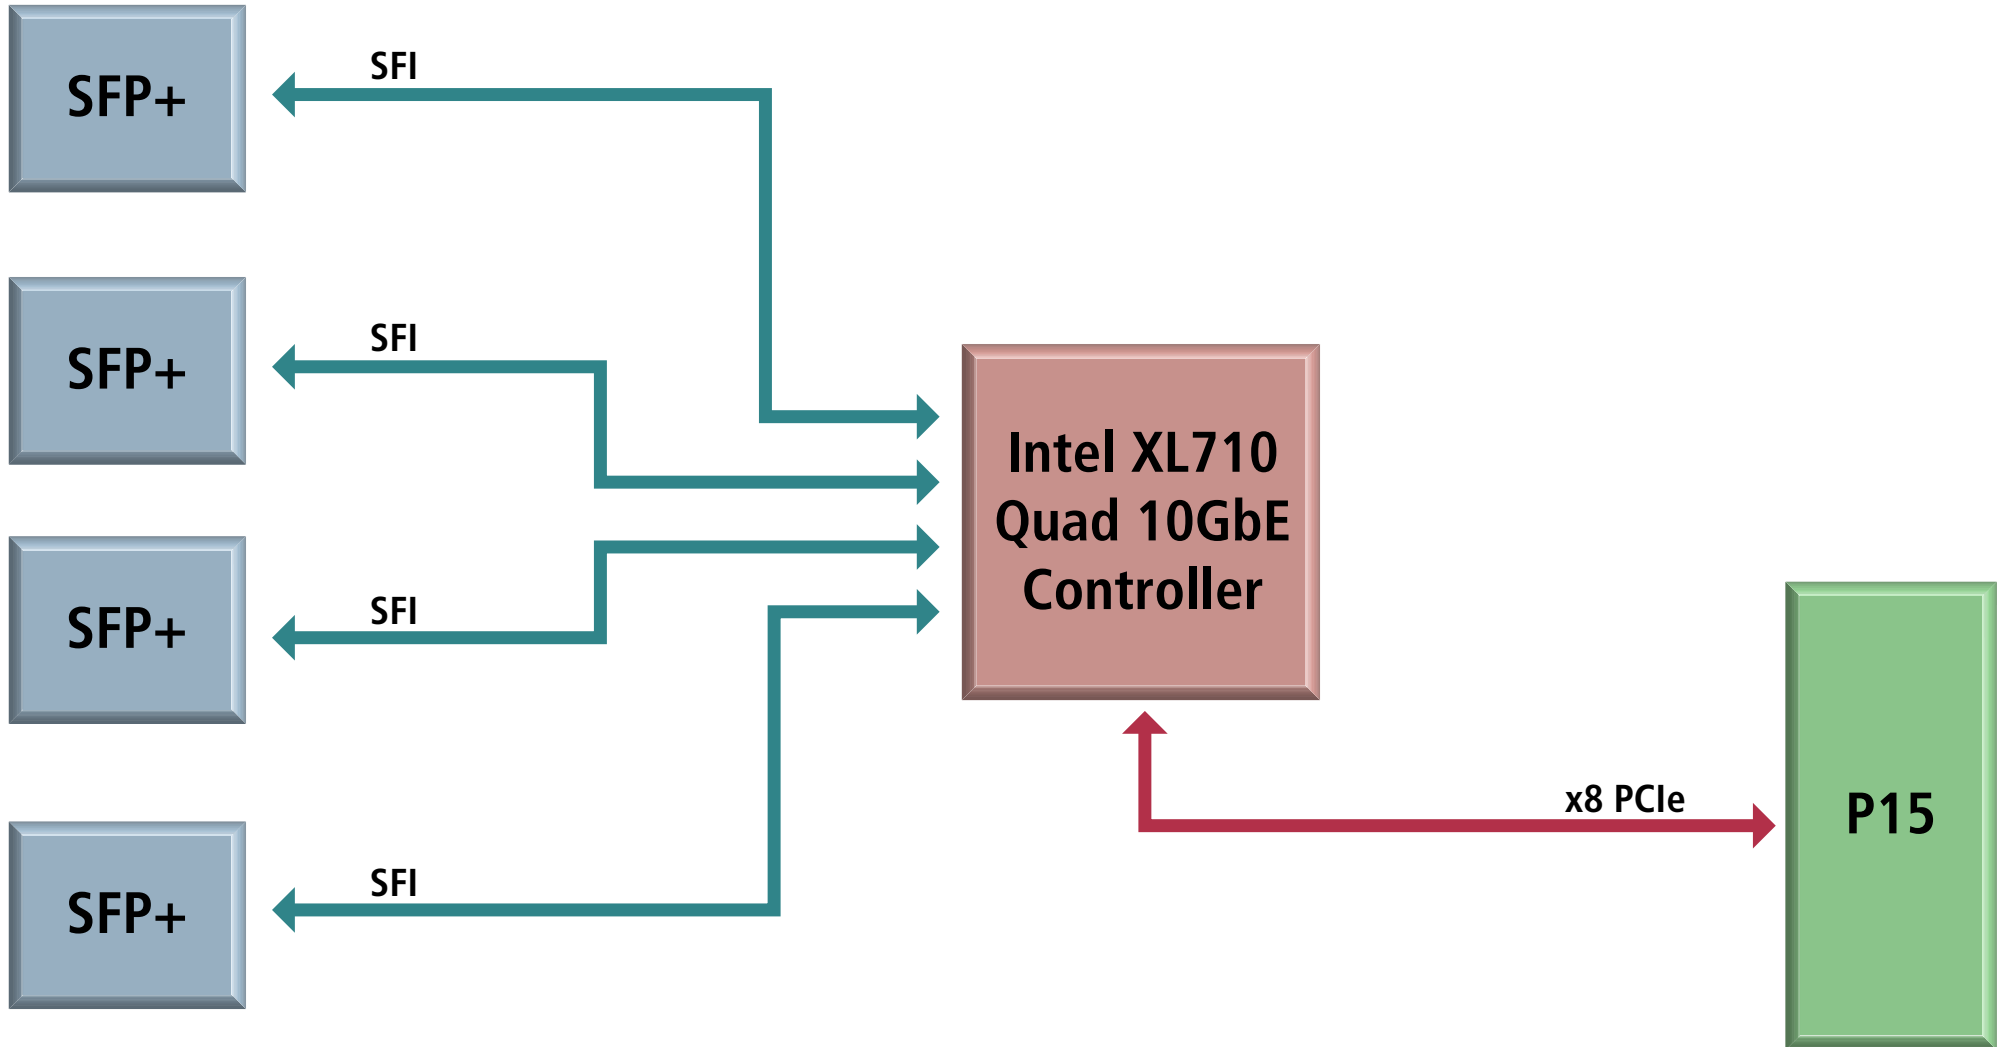 SFP+
SFI
SFP+
SFI
Intel XL710
Quad 10GbE
Controller
SFP+
SFI
x8 PCIe
P15
SFP+
SFI